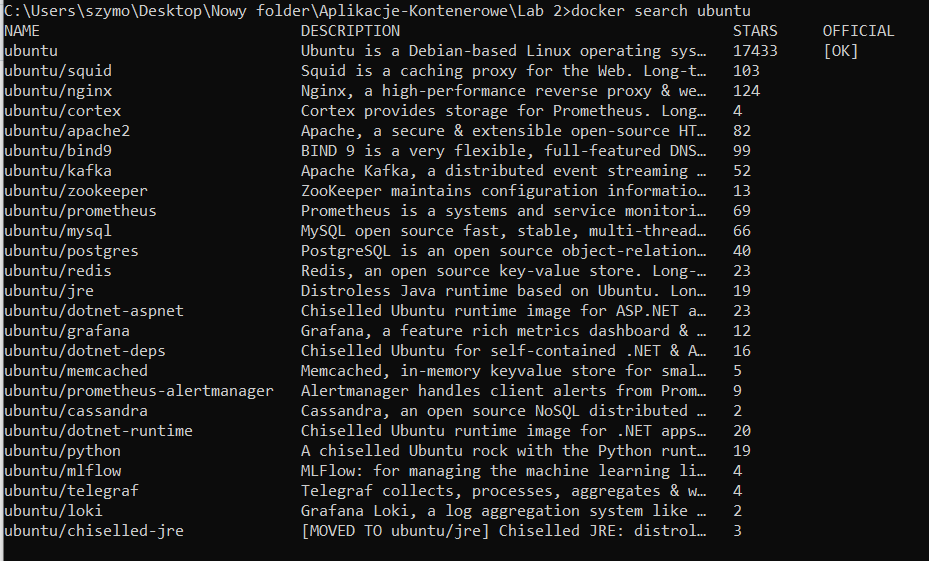 C:\Users\szymo\Desktop\Nowy folder\Aplikacje-Kontenerowe\Lab 2>docker search ubuntu
NAME DESCRIPTION STARS OFFICIAL
ubuntu Ubuntu is a Debian-based Linux operating sys… 17433 [OK]
ubuntu/squid Squid is a caching proxy for the Web. Long-t… 103
ubuntu/nginx Nginx, a high-performance reverse proxy & we… 124
ubuntu/cortex Cortex provides storage for Prometheus. Long… 4
ubuntu/apache2 Apache, a secure & extensible open-source HT… 82
ubuntu/bind9 BIND 9 is a very flexible, full-featured DNS… 99
ubuntu/kafka Apache Kafka, a distributed event streaming … 52
ubuntu/zookeeper ZooKeeper maintains configuration informatio… 13
ubuntu/prometheus Prometheus is a systems and service monitori… 69
ubuntu/mysql MySQL open source fast, stable, multi-thread… 66
ubuntu/postgres PostgreSQL is an open source object-relation… 40
ubuntu/redis Redis, an open source key-value store. Long-… 23
ubuntu/jre Distroless Java runtime based on Ubuntu. Lon… 19
ubuntu/dotnet-aspnet Chiselled Ubuntu runtime image for ASP.NET a… 23
ubuntu/grafana Grafana, a feature rich metrics dashboard & … 12
ubuntu/dotnet-deps Chiselled Ubuntu for self-contained .NET & A… 16
ubuntu/memcached Memcached, in-memory keyvalue store for smal… 5
ubuntu/prometheus-alertmanager Alertmanager handles client alerts from Prom… 9
ubuntu/cassandra Cassandra, an open source NoSQL distributed … 2
ubuntu/dotnet-runtime Chiselled Ubuntu runtime image for .NET apps… 20
ubuntu/python A chiselled Ubuntu rock with the Python runt… 19
ubuntu/mlflow MLFlow: for managing the machine learning li… 4
ubuntu/telegraf Telegraf collects, processes, aggregates & w… 4
ubuntu/loki Grafana Loki, a log aggregation system like … 2
ubuntu/chiselled-jre [MOVED TO ubuntu/jre] Chiselled JRE: distrol… 3